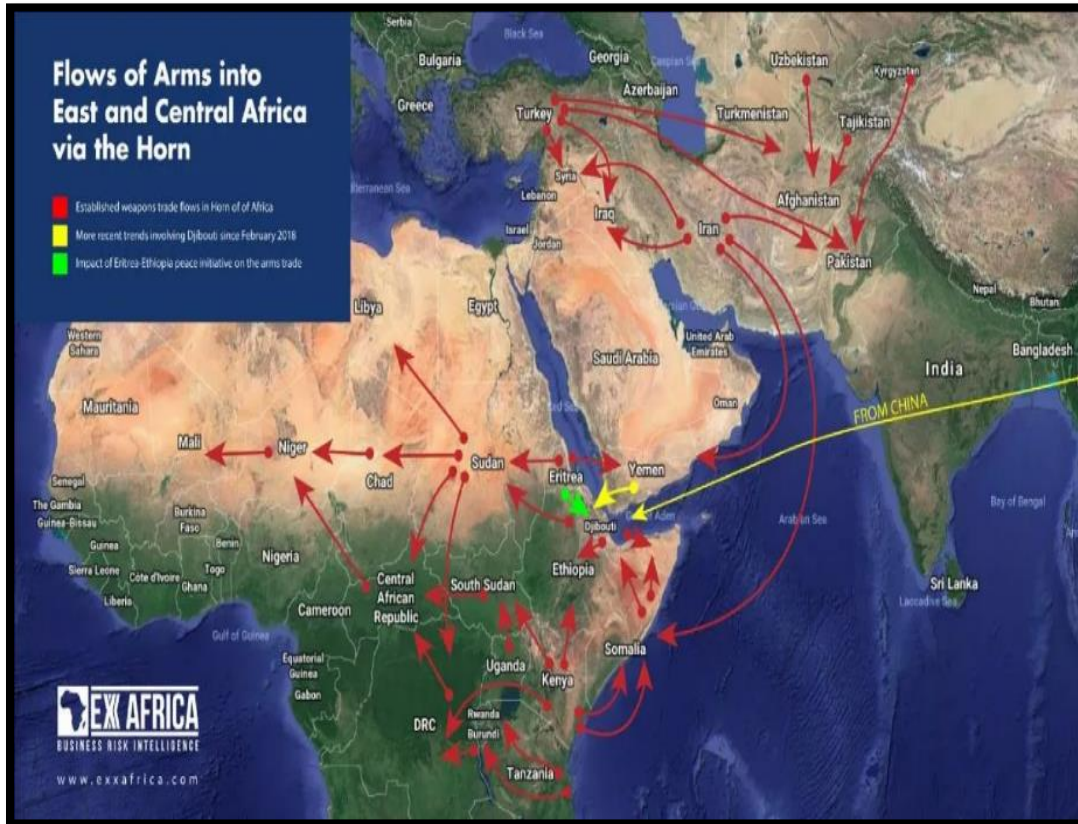 Flows of Arms into
East and Central Africa
via the Horn
Established weapons trade flows in Horn of of Africa
More recent trends involving Djibouti since February 2018
Impact of Eritrea-Ethiopia peace initiative on the arms trade
Serbia
Black Sea
Bulgaria
Georgia
Caspian Sea
Uzbekistan
Kyrgyzstan
Greece
Azerbaijan
Turkey
Turkmenistan
Tajikistan
Syria
Lebanon
Afghanistan
Iraq
Iran
Israel
Jordan
Pakistan
Nepal
Bhutan
Libya
Egypt
Western
Sahara
United Arab
Emirates
Bangladesh
Saudi Arabia
India
Oman
FROM CHINA
Mauritania
Mali
Niger
Sudan
Chad
Eritrea
Yemen
Senegal
The Gambia
Guinea-Bissau
Burkina
Faso
Djibouti
Arabian Sea
Bay of Bengal
Guinea
Benin
Togo
Nigeria
Sierra Leone
Côte d'Ivoire
Ghana
Ethiopia
Liberia
Central
African
Republic
South Sudan
Sri Lanka
Laccadive Sea
Cameroon
Gulf of Guinea
Somalia
Equatorial
Guinea
Uganda
Kenya
Gabon
DRC
Rwanda
Burundi
Tanzania
EXX AFRICA
BUSINESS RISK INTELLIGENCE
www.exxafrica.com